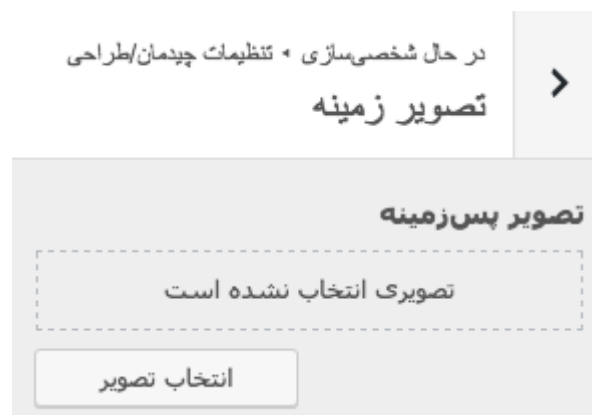 در حال شخصی‌سازی ▸ تنظیمات چیدمان/طراحی
تصویر زمینه
تصویر پس‌زمینه
تصویری انتخاب نشده است
انتخاب تصویر